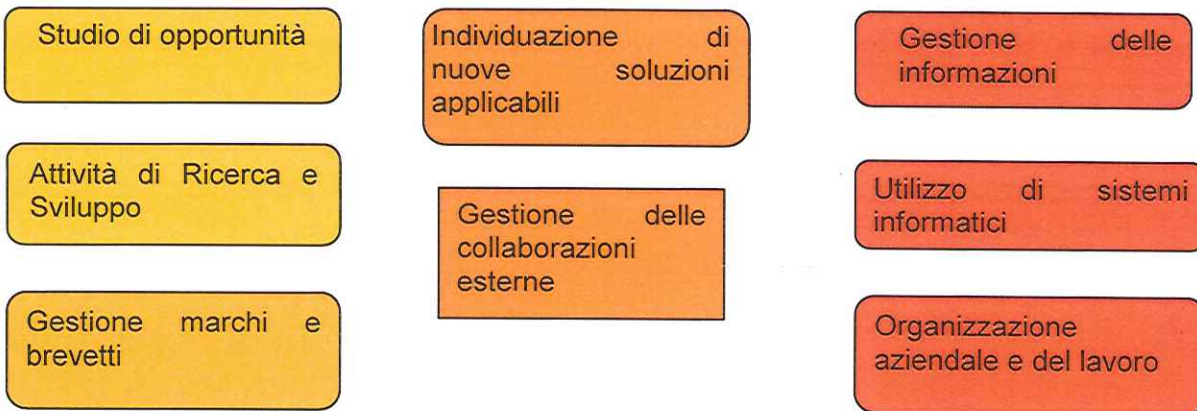 Studio di opportunità
Attività di Ricerca e
Sviluppo
Gestione marchi e
brevetti
Individuazione di
nuove soluzioni
applicabili
Gestione delle
collaborazioni
esterne
Gestione delle
informazioni
Utilizzo di sistemi
informatici
Organizzazione
aziendale e del lavoro